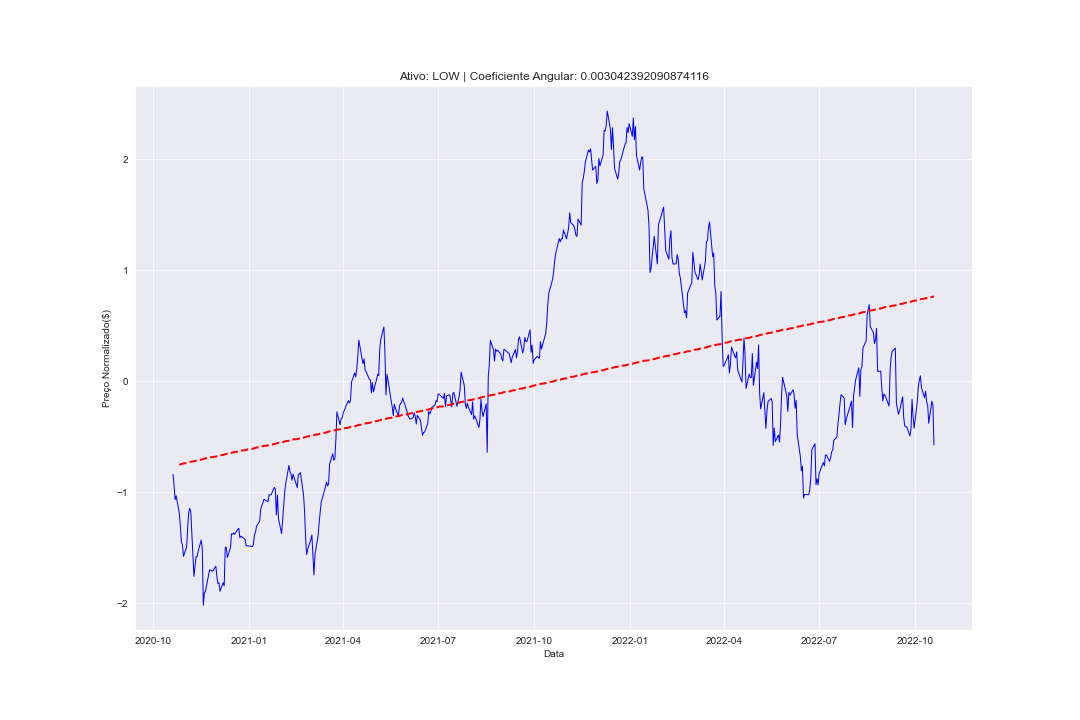 Ativo: LOW | Coeficiente Angular: 0.003042392090874116
Preço Normalizado($)
2
1
0
−1
−2
2020-10 2021-01 2021-04 2021-07 2021-10 2022-01 2022-04 2022-07 2022-10
Data